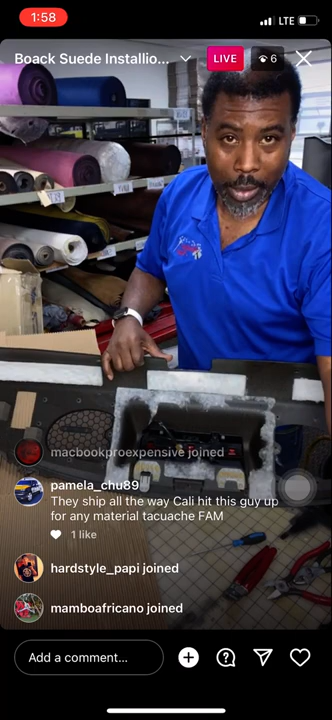 1:58
LTE
Boack Suede Installio...
LIVE
6
macbookproexpensive joined
pamela_chu89
They ship all the way Cali hit this guy up
for any material tacuache FAM
1 like
hardstyle_papi joined
mamboafricano joined
Add a comment...